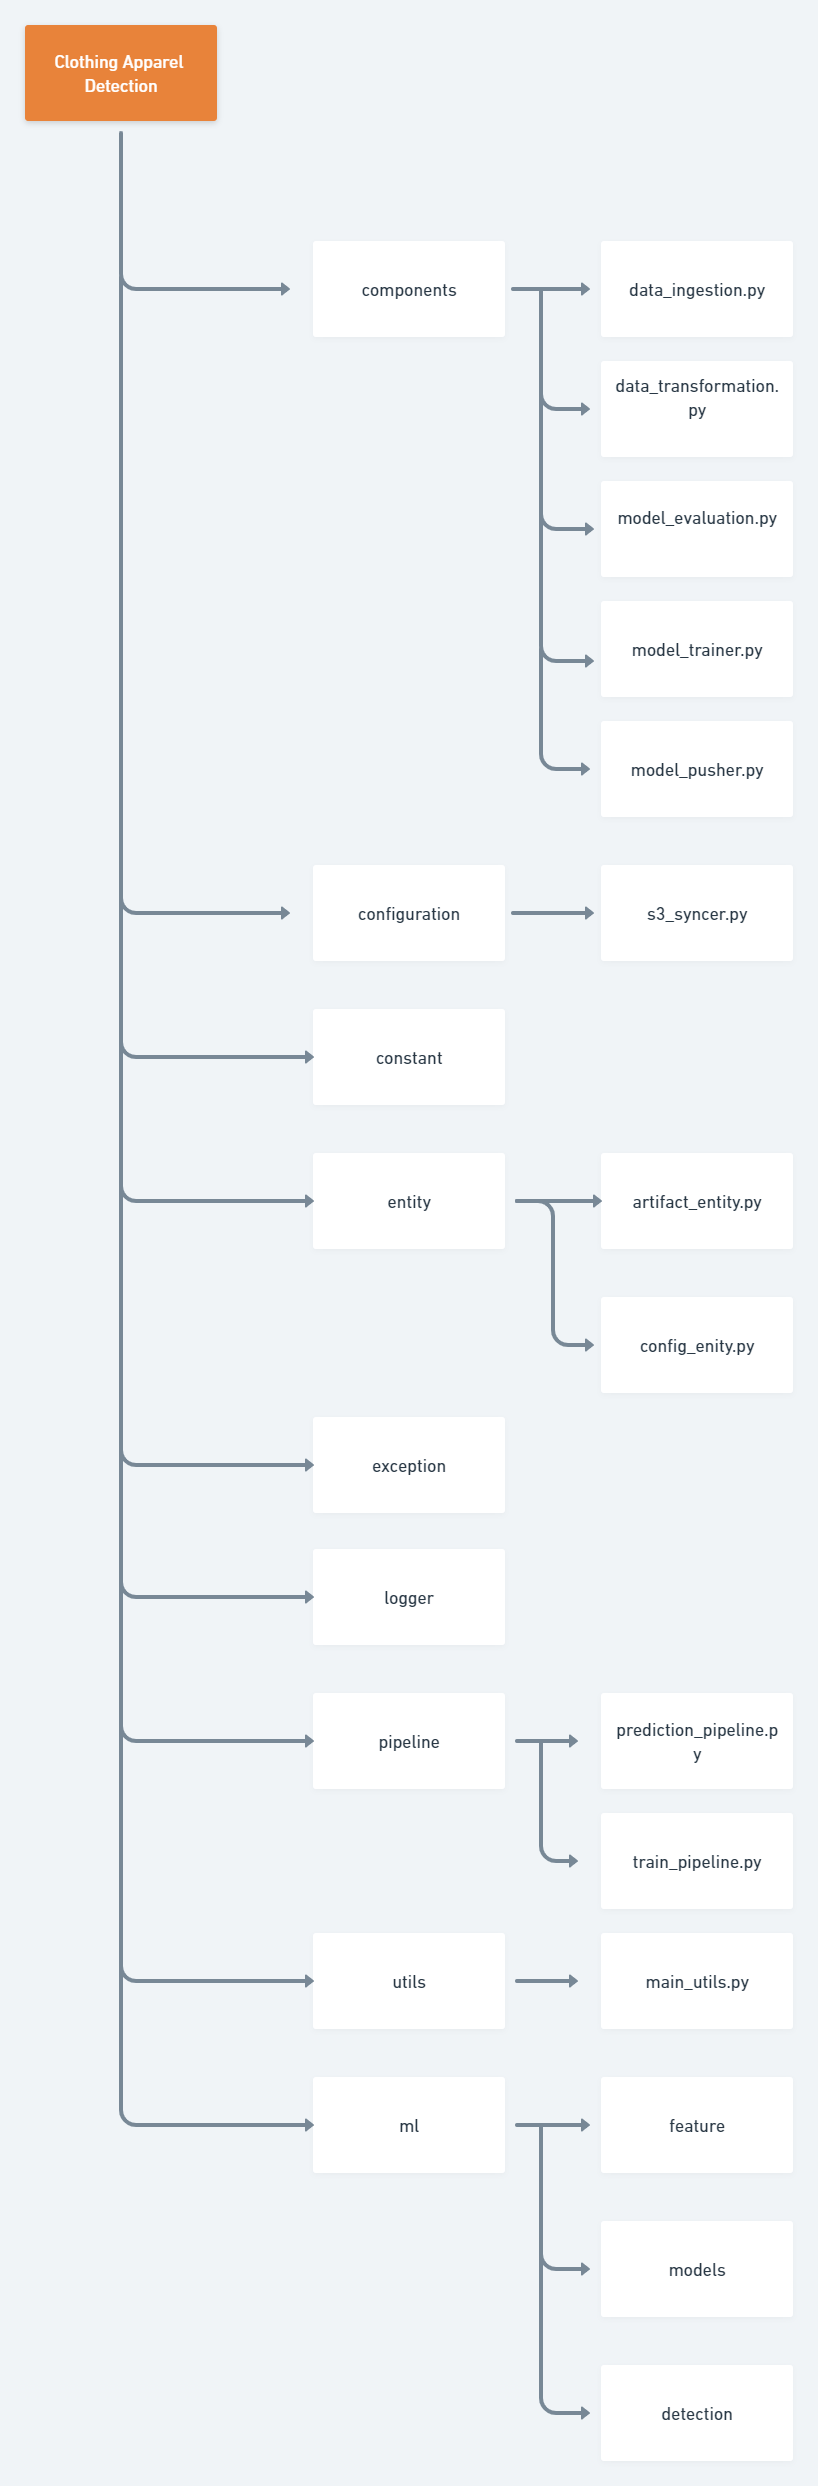 Clothing Apparel
Detection
components
data_ingestion.py
data_transformation.
py
model_evaluation.py
model_trainer.py
model_pusher.py
configuration
s3_syncer.py
constant
entity
artifact_entity.py
config_enity.py
exception
logger
pipeline
prediction_pipeline.p
y
train_pipeline.py
utils
main_utils.py
ml
feature
models
detection